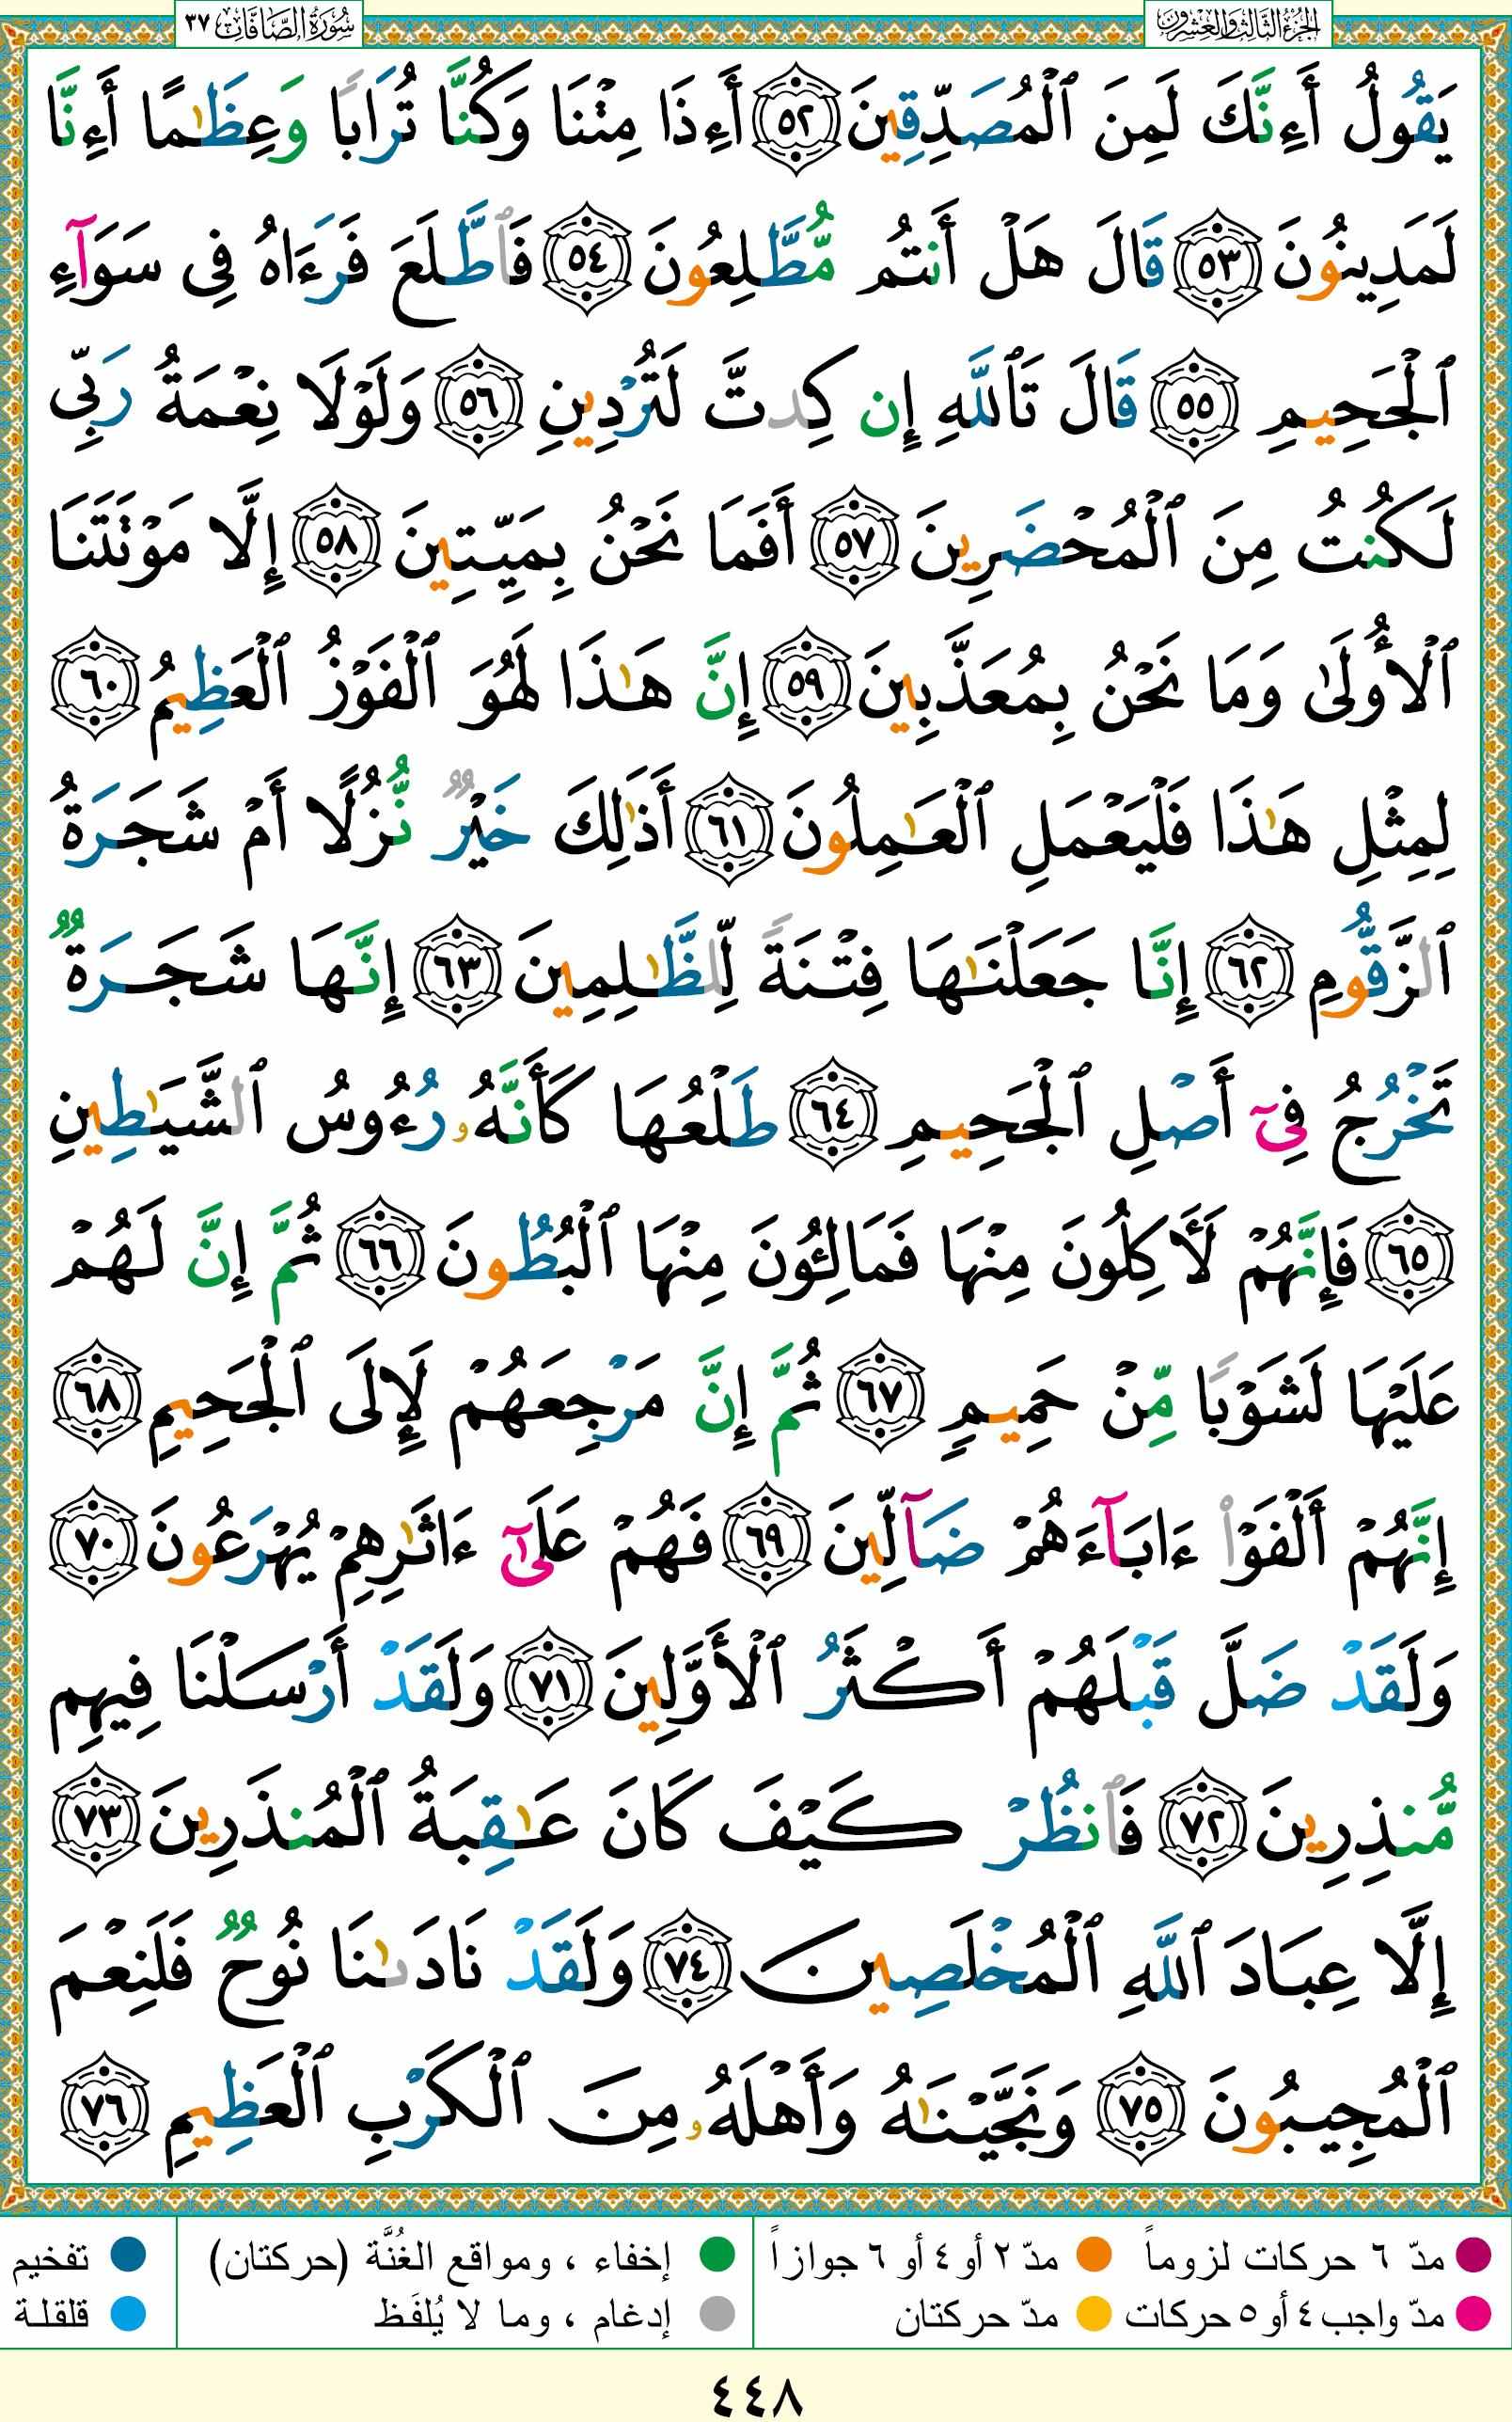 الجزء الثالث والعشرون
سورة الصافات ٣٧
يَقُولُ أَءِنَّكَ لَمِنَ ٱلْمُصَدِّقِينَ ٥٢ أَءِذَا مِتْنَا وَكُنَّا تُرَابًا وَعِظَٰمًا أَءِنَّا
لَمَدِينُونَ ٥٣ قَالَ هَلْ أَنتُم مُّطَّلِعُونَ ٥٤ فَٱطَّلَعَ فَرَءَاهُ فِى سَوَآءِ
ٱلْجَحِيمِ ٥٥ قَالَ تَٱللَّهِ إِن كِدتَّ لَتُرْدِينِ ٥٦ وَلَوْلَا نِعْمَةُ رَبِّى
لَكُنتُ مِنَ ٱلْمُحْضَرِينَ ٥٧ أَفَمَا نَحْنُ بِمَيِّتِينَ ٥٨ إِلَّا مَوْتَتَنَا
ٱلْأُولَىٰ وَمَا نَحْنُ بِمُعَذَّبِينَ ٥٩ إِنَّ هَٰذَا لَهُوَ ٱلْفَوْزُ ٱلْعَظِيمُ ٦٠
لِمِثْلِ هَٰذَا فَلْيَعْمَلِ ٱلْعَٰمِلُونَ ٦١ أَذَٰلِكَ خَيْرٌ نُّزُلًا أَمْ شَجَرَةُ
ٱلزَّقُّومِ ٦٢ إِنَّا جَعَلْنَٰهَا فِتْنَةً لِّلظَّٰلِمِينَ ٦٣ إِنَّهَا شَجَرَةٌ
تَخْرُجُ فِىٓ أَصْلِ ٱلْجَحِيمِ ٦٤ طَلْعُهَا كَأَنَّهُۥ رُءُوسُ ٱلشَّيَٰطِينِ
٦٥ فَإِنَّهُمْ لَأَكِلُونَ مِنْهَا فَمَالِـُٔونَ مِنْهَا ٱلْبُطُونَ ٦٦ ثُمَّ إِنَّ لَهُمْ
عَلَيْهَا لَشَوْبًا مِّنْ حَمِيمٍ ٦٧ ثُمَّ إِنَّ مَرْجِعَهُمْ لَإِلَى ٱلْجَحِيمِ ٦٨
إِنَّهُمْ أَلْفَوْا۟ ءَابَآءَهُمْ ضَآلِّينَ ٦٩ فَهُمْ عَلَىٰٓ ءَاثَٰرِهِمْ يُهْرَعُونَ ٧٠
وَلَقَدْ ضَلَّ قَبْلَهُمْ أَكْثَرُ ٱلْأَوَّلِينَ ٧١ وَلَقَدْ أَرْسَلْنَا فِيهِم
مُّنذِرِينَ ٧٢ فَٱنظُرْ كَيْفَ كَانَ عَٰقِبَةُ ٱلْمُنذَرِينَ ٧٣
إِلَّا عِبَادَ ٱللَّهِ ٱلْمُخْلَصِينَ ٧٤ وَلَقَدْ نَادَىٰنَا نُوحٌ فَلَنِعْمَ
ٱلْمُجِيبُونَ ٧٥ وَنَجَّيْنَٰهُ وَأَهْلَهُۥ مِنَ ٱلْكَرْبِ ٱلْعَظِيمِ ٧٦
مدّ ٦ حركات لزوماً مدّ ٢ أو ٤ أو ٦ جوازاً إخفاء ، ومواقع الغُنَّة (حركتان) تفخيم
مدّ واجب ٤ أو ٥ حركات مدّ حركتان إدغام ، وما لا يُلفَظ قلقلة
٤٤٨